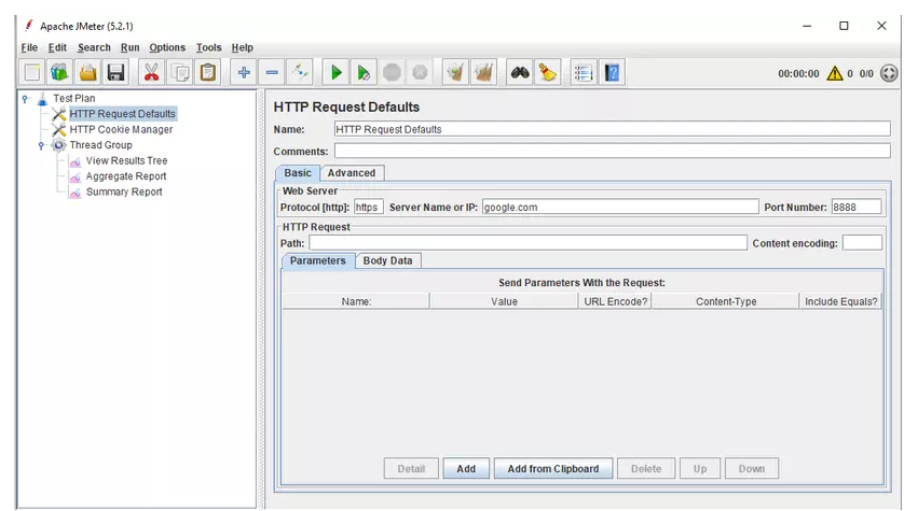 Apache JMeter (5.2.1)
File Edit Search Run Options Tools Help
00:00:00 0 0/0
Test Plan
HTTP Request Defaults
HTTP Cookie Manager
Thread Group
View Results Tree
Aggregate Report
Summary Report
HTTP Request Defaults
Name: HTTP Request Defaults
Comments:
Basic Advanced
Web Server
Protocol [http]: https Server Name or IP: google.com Port Number: 8888
HTTP Request
Path: Content encoding:
Parameters Body Data
Send Parameters With the Request:
Name: Value URL Encode? Content-Type Include Equals?
Detail Add Add from Clipboard Delete Up Down